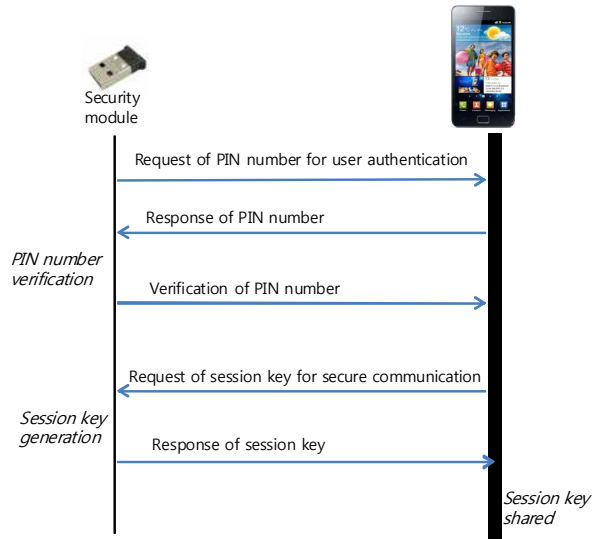 Security
module
Request of PIN number for user authentication
Response of PIN number
PIN number
verification
Verification of PIN number
Request of session key for secure communication
Session key
generation
Response of session key
Session key
shared